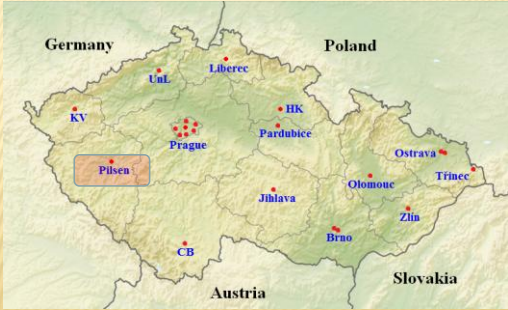 Germany
Poland
Liberec
UnL
KV
HK
Prague
Pardubice
Ostrava
Pilsen
Třinec
Olomouc
Jihlava
Zlín
Brno
CB
Slovakia
Austria